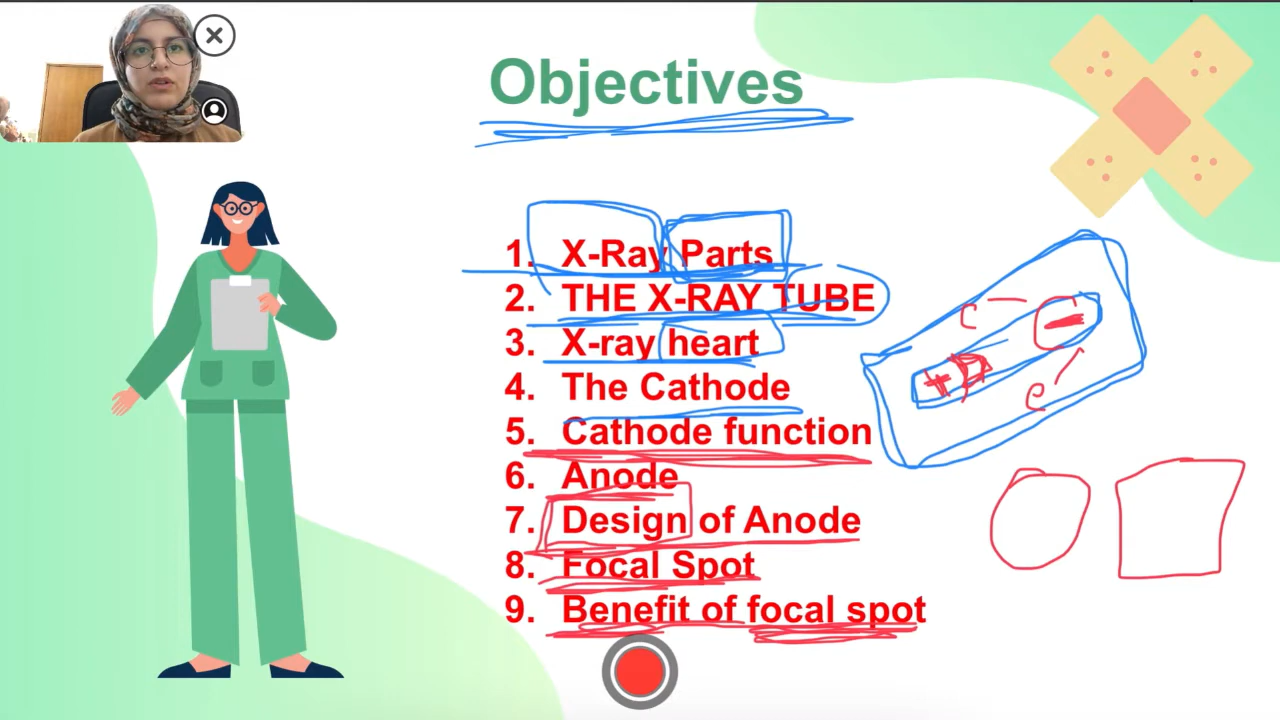 Objectives
1. X-Ray Parts
2. THE X-RAY TUBE
3. X-ray heart
4. The Cathode
5. Cathode function
6. Anode
7. Design of Anode
8. Focal Spot
9. Benefit of focal spot
C -
+
e